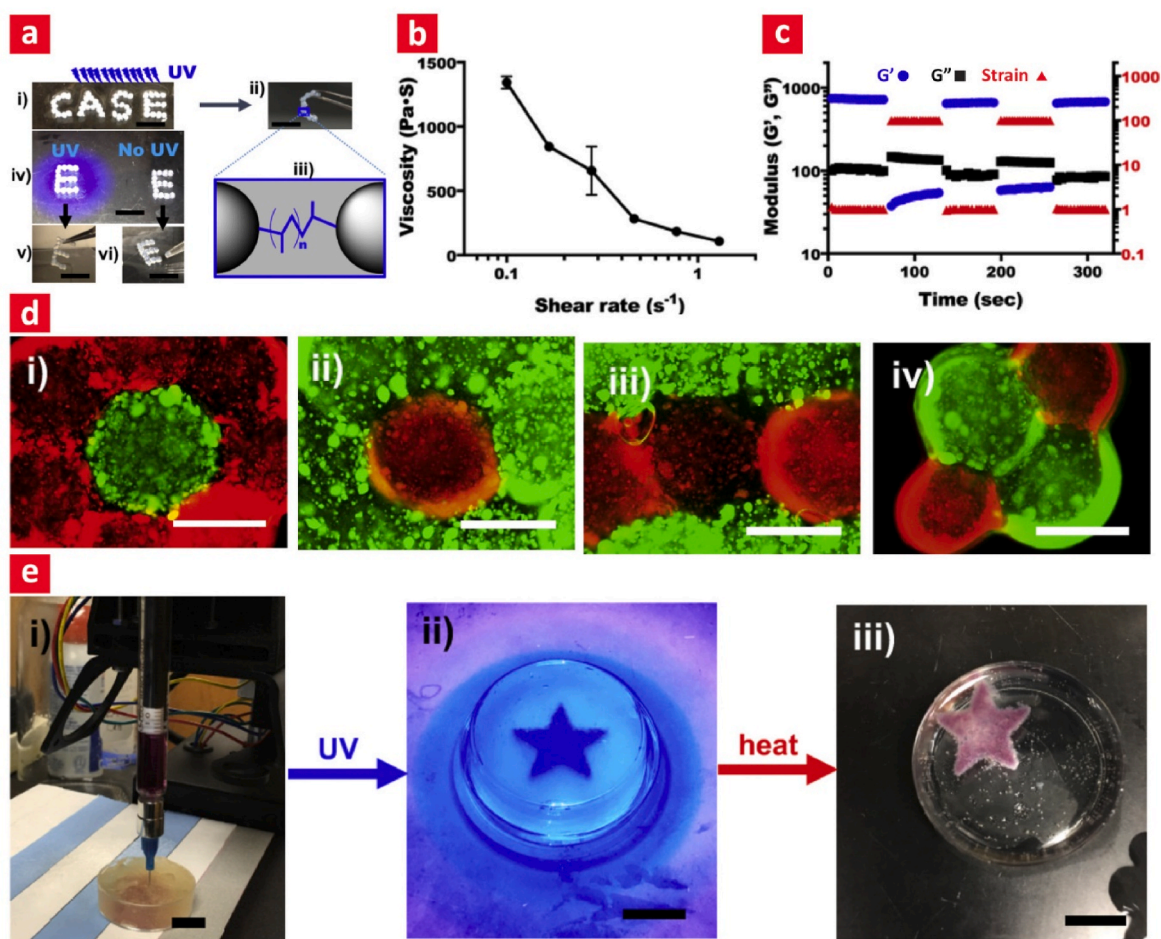 a
UV
i)
CASE
ii)
iii)
n
iv)
UV
No UV
E
E
v)
vi)
b
Viscosity (Pa•S)
1500
1000
500
0
0.1
1
Shear rate (s⁻¹)
c
G’
G”
Strain
Modulus (G’, G”)
1000
100
10
1000
100
10
1
0.1
0
100
200
300
Time (sec)
d
i)
ii)
iii)
iv)
e
i)
UV
ii)
heat
iii)